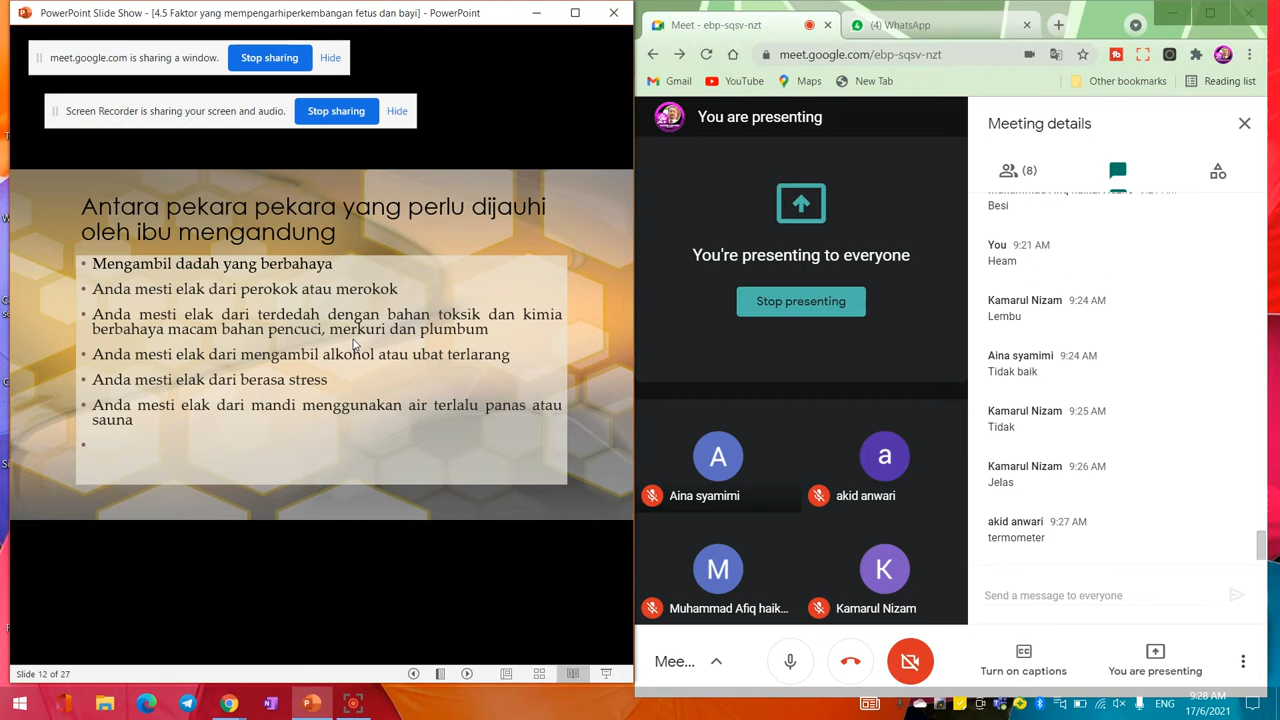 PowerPoint Slide Show - [4.5 Faktor yang mempengarhiperkembangan fetus dan bayi] - PowerPoint
meet.google.com is sharing a window.
Stop sharing
Hide
Screen Recorder is sharing your screen and audio.
Stop sharing
Hide
Antara pekara pekara yang perlu dijauhi
oleh ibu mengandung
• Mengambil dadah yang berbahaya
• Anda mesti elak dari perokok atau merokok
• Anda mesti elak dari terdedah dengan bahan toksik dan kimia
berbahaya macam bahan pencuci, merkuri dan plumbum
• Anda mesti elak dari mengambil alkohol atau ubat terlarang
• Anda mesti elak dari berasa stress
• Anda mesti elak dari mandi menggunakan air terlalu panas atau
sauna
•
Slide 12 of 27
Meet - ebp-sqsv-nzt
(4) WhatsApp
meet.google.com/ebp-sqsv-nzt
Gmail
YouTube
Maps
New Tab
Other bookmarks
Reading list
You are presenting
You're presenting to everyone
Stop presenting
A
Aina syamimi
a
akid anwari
M
Muhammad Afiq haik...
K
Kamarul Nizam
Meeting details
(8)
Besi
You 9:21 AM
Heam
Kamarul Nizam 9:24 AM
Lembu
Aina syamimi 9:24 AM
Tidak baik
Kamarul Nizam 9:25 AM
Tidak
Kamarul Nizam 9:26 AM
Jelas
akid anwari 9:27 AM
termometer
Send a message to everyone
Mee...
Turn on captions
You are presenting
ENG
9:28 AM
17/6/2021